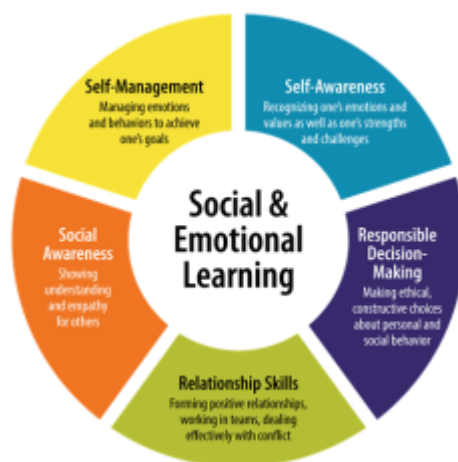 Self-Management
Managing emotions
and behaviors to achieve
one's goals
Self-Awareness
Recognizing one's emotions and
values as well as one's strengths
and challenges
Social &
Emotional
Learning
Social
Awareness
Showing
understanding
and empathy
for others
Responsible
Decision-
Making
Making ethical,
constructive choices
about personal and
social behavior
Relationship Skills
Forming positive relationships,
working in teams, dealing
effectively with conflict